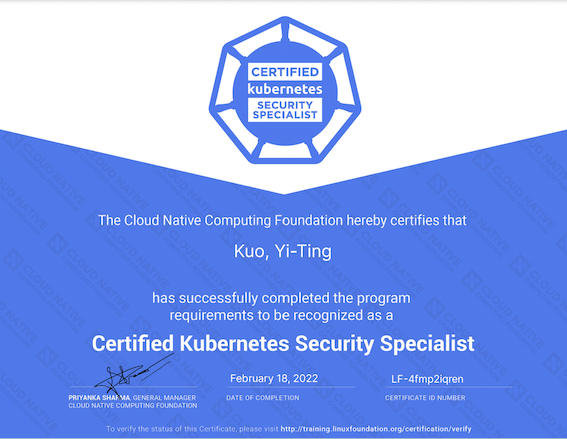 CERTIFIED
kubernetes
SECURITY
SPECIALIST
The Cloud Native Computing Foundation hereby certifies that
Kuo, Yi-Ting
has successfully completed the program
requirements to be recognized as a
Certified Kubernetes Security Specialist
February 18, 2022
LF-4fmp2iqren
PRIYANKA SHARMA, GENERAL MANAGER
CLOUD NATIVE COMPUTING FOUNDATION
DATE OF COMPLETION
CERTIFICATE ID NUMBER
To verify the status of this Certificate, please visit http://training.linuxfoundation.org/certification/verify